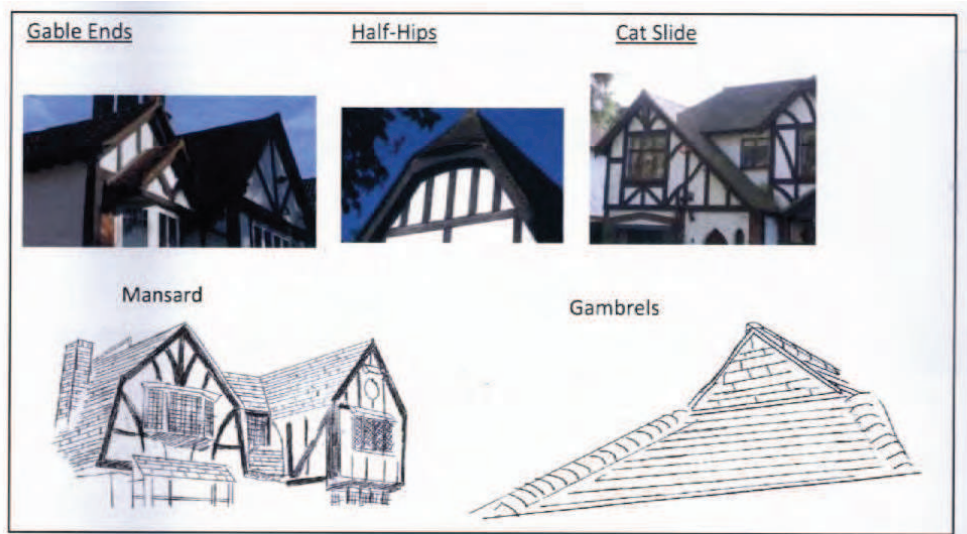 Gable Ends
Half-Hips
Cat Slide
Mansard
Gambrels